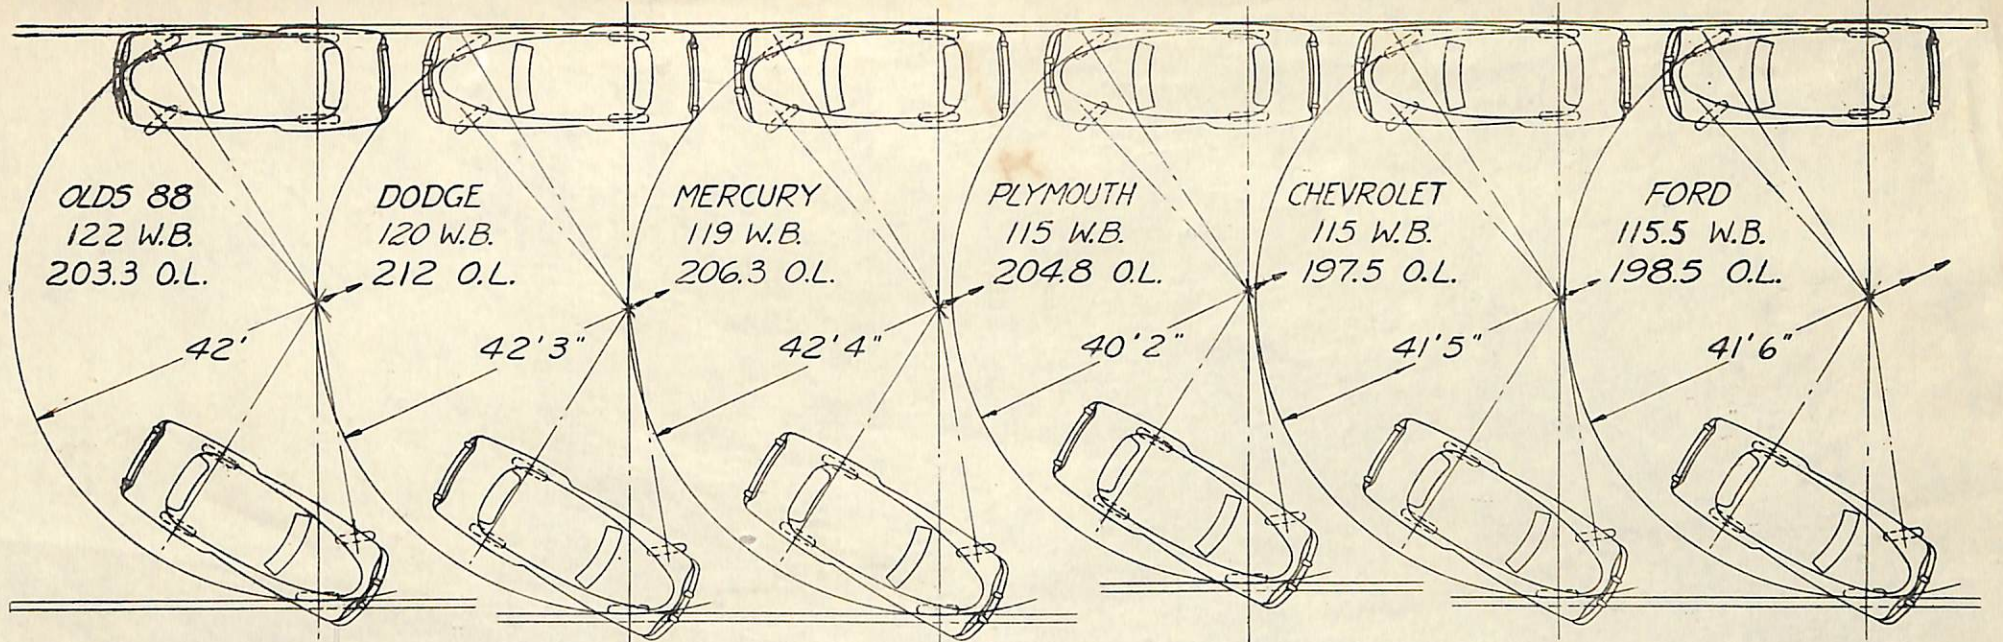 OLDS 88
122 W.B.
203.3 O.L.
42'
DODGE
120 W.B.
212 O.L.
42'3"
MERCURY
119 W.B.
206.3 O.L.
42'4"
PLYMOUTH
115 W.B.
204.8 O.L.
40'2"
CHEVROLET
115 W.B.
197.5 O.L.
41'5"
FORD
115.5 W.B.
198.5 O.L.
41'6"